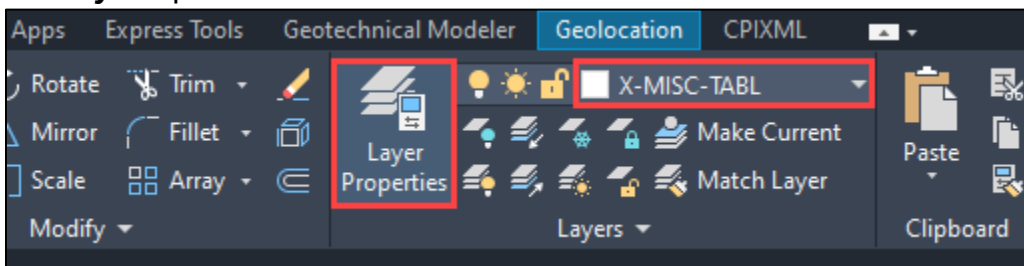 Apps Express Tools Geotechnical Modeler Geolocation CPIXML
Rotate Trim X-MISC-TABL
Mirror Fillet Layer Make Current Paste
Scale Array Properties Match Layer
Modify Layers Clipboard